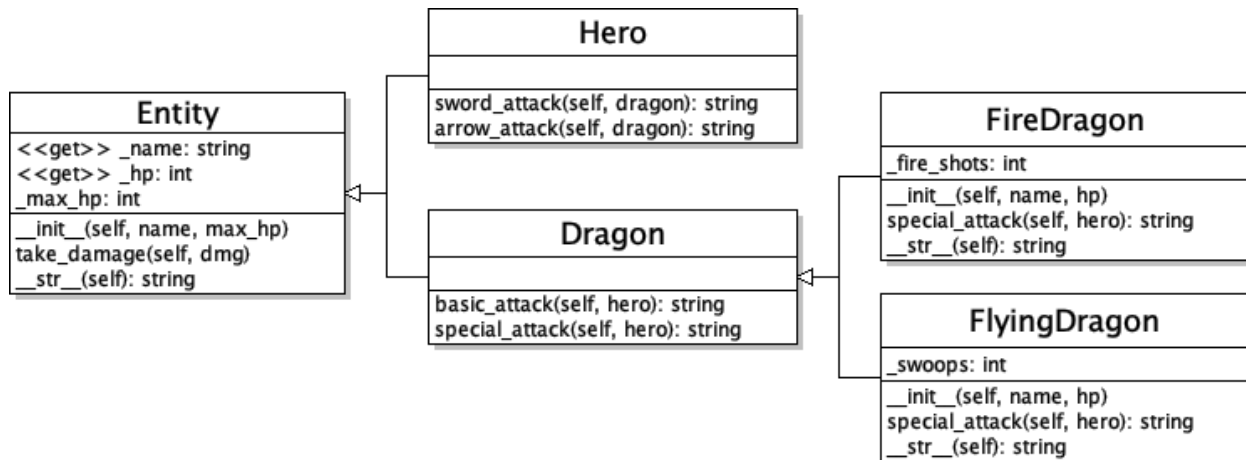 Entity
<<get>> _name: string
<<get>> _hp: int
_max_hp: int
__init__(self, name, max_hp)
take_damage(self, dmg)
__str__(self): string
Hero
sword_attack(self, dragon): string
arrow_attack(self, dragon): string
Dragon
basic_attack(self, hero): string
special_attack(self, hero): string
FireDragon
_fire_shots: int
__init__(self, name, hp)
special_attack(self, hero): string
__str__(self): string
FlyingDragon
_swoops: int
__init__(self, name, hp)
special_attack(self, hero): string
__str__(self): string